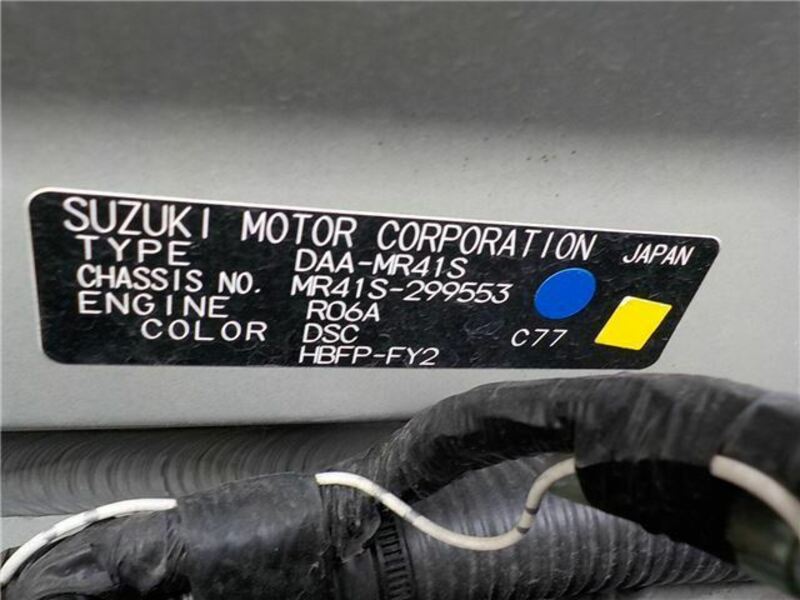 SUZUKI MOTOR CORPORATION JAPAN
TYPE DAA-MR41S
CHASSIS NO. MR41S-299553
ENGINE R06A
COLOR DSC C77
HBFP-FY2